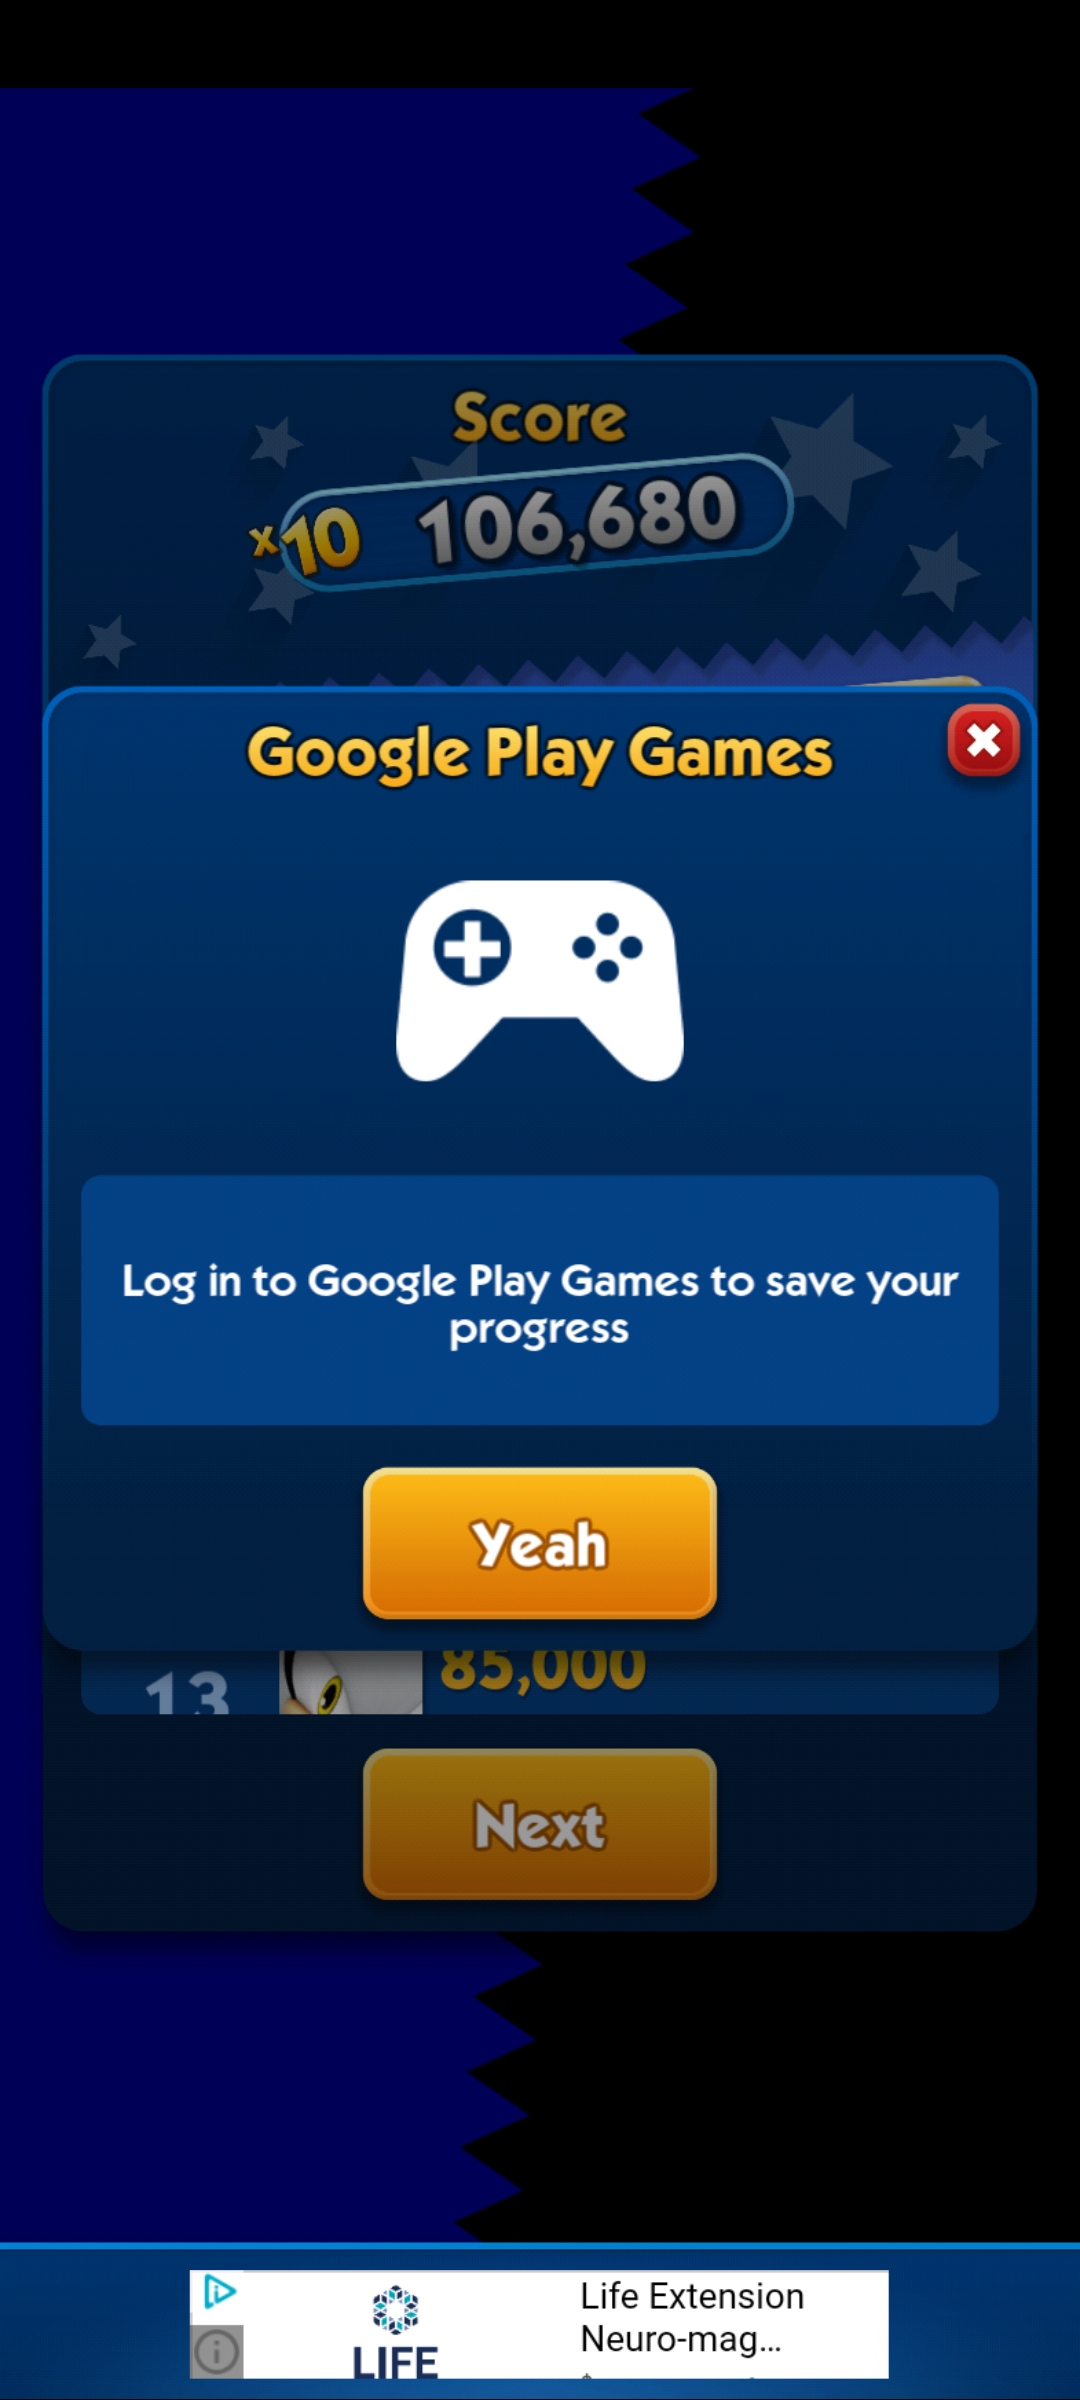 Score
x10 106,680
Google Play Games
Log in to Google Play Games to save your
progress
Yeah
13 85,000
Next
Life Extension
Neuro-mag...
LIFE